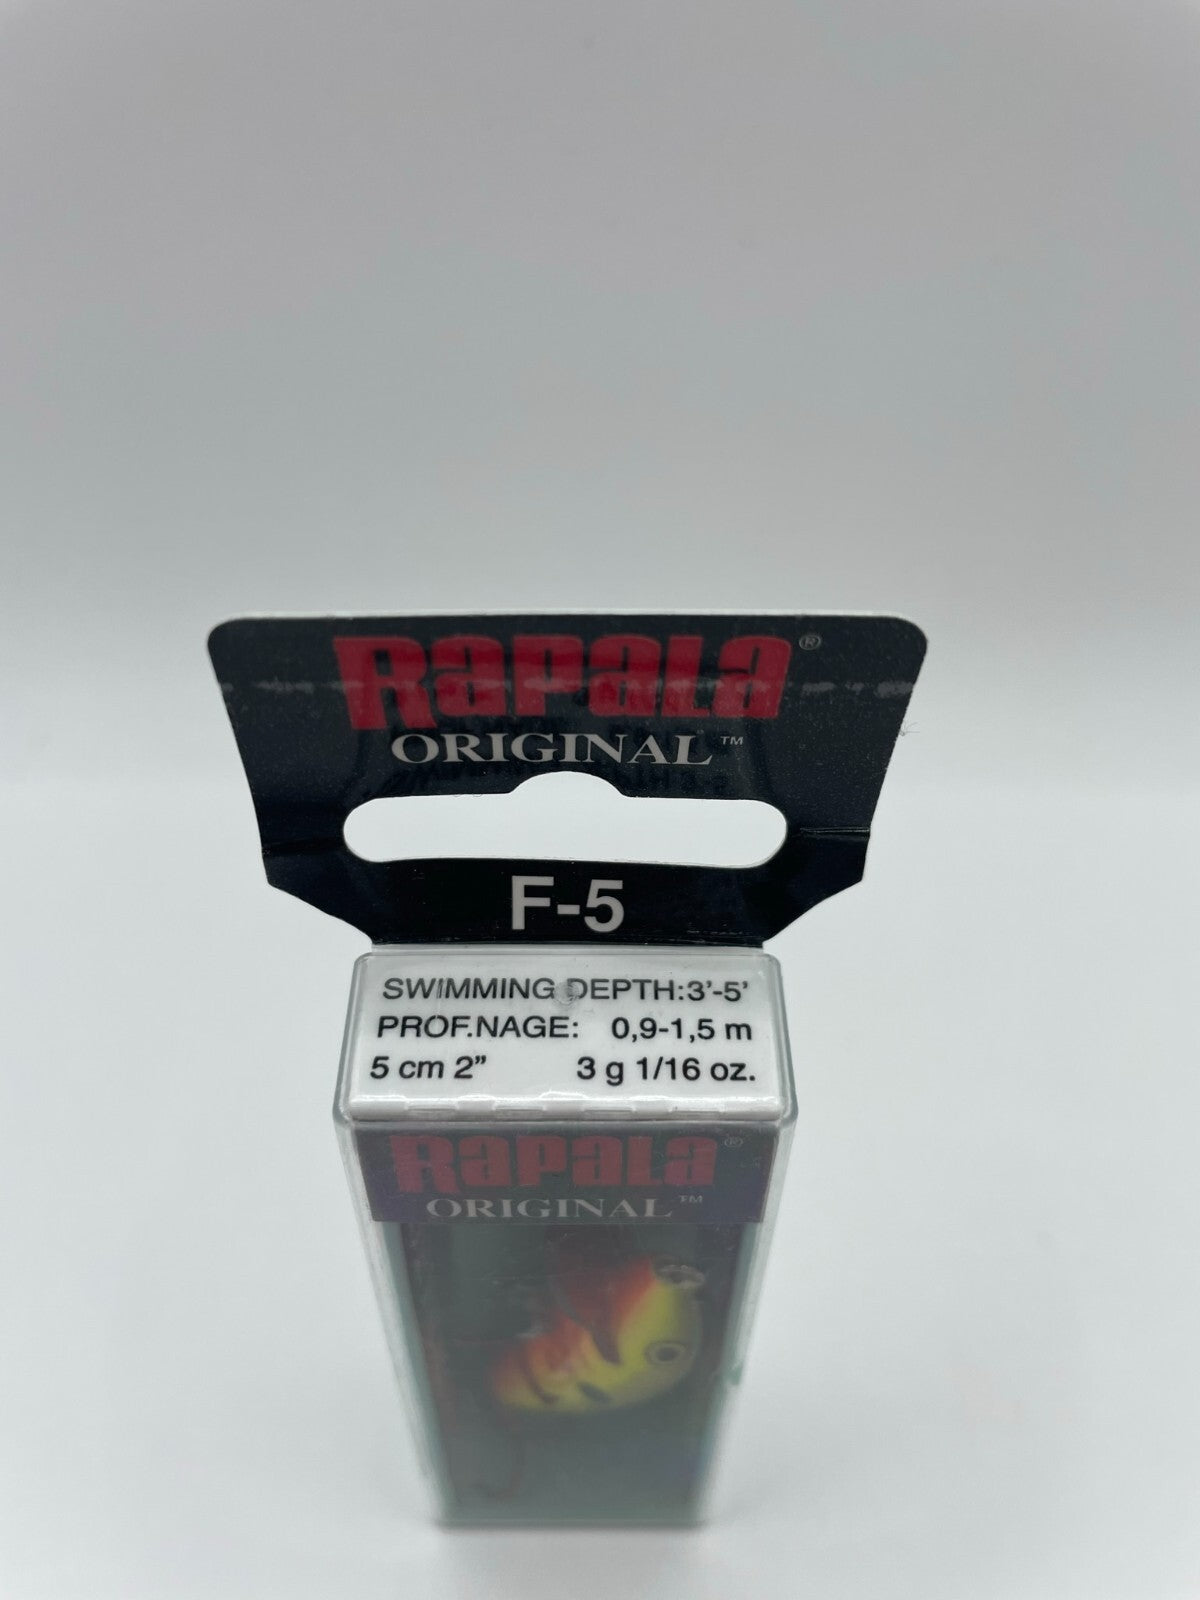 RAPALA®
ORIGINAL™
F-5
SWIMMING DEPTH:3'-5'
PROF.NAGE: 0,9-1,5 m
5 cm 2" 3 g 1/16 oz.
RAPALA®
ORIGINAL™